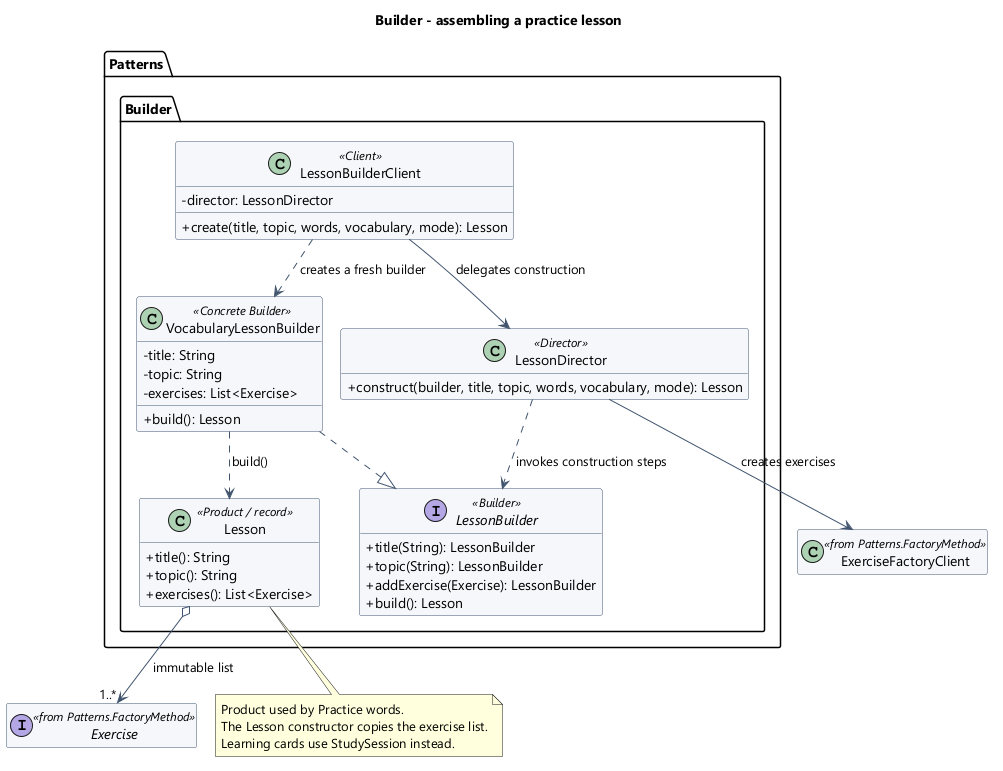 Builder - assembling a practice lesson
Patterns
Builder
C
«Client»
LessonBuilderClient
-director: LessonDirector
+create(title, topic, words, vocabulary, mode): Lesson
creates a fresh builder
delegates construction
C
«Concrete Builder»
VocabularyLessonBuilder
-title: String
-topic: String
-exercises: List<Exercise>
+build(): Lesson
C
«Director»
LessonDirector
+construct(builder, title, topic, words, vocabulary, mode): Lesson
build()
invokes construction steps
creates exercises
C
«Product / record»
Lesson
+title(): String
+topic(): String
+exercises(): List<Exercise>
I
«Builder»
LessonBuilder
+title(String): LessonBuilder
+topic(String): LessonBuilder
+addExercise(Exercise): LessonBuilder
+build(): Lesson
C
«from Patterns.FactoryMethod»
ExerciseFactoryClient
immutable list
1..*
I
«from Patterns.FactoryMethod»
Exercise
Product used by Practice words.
The Lesson constructor copies the exercise list.
Learning cards use StudySession instead.